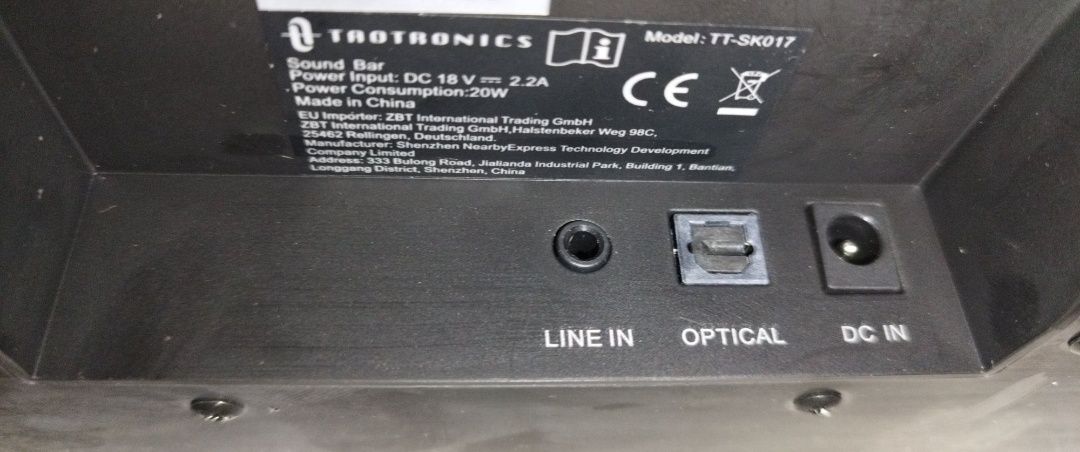 TAOTRONICS
Model: TT-SK017
Sound Bar
Power Input: DC 18 V ⎓ 2.2A
Power Consumption:20W
Made in China
EU Importer: ZBT International Trading GmbH
ZBT International Trading GmbH,Halstenbeker Weg 98C,
25462 Rellingen, Deutschland.
Manufacturer: Shenzhen NearbyExpress Technology Development
Company Limited
Address: 333 Bulong Road, Jialianda Industrial Park, Building 1, Bantian,
Longgang District, Shenzhen, China
CE
LINE IN
OPTICAL
DC IN